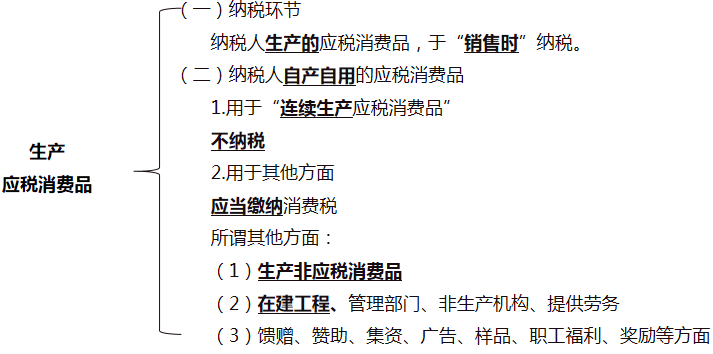 生产
应税消费品
（一）纳税环节
纳税人生产的应税消费品，于“销售时”纳税。
（二）纳税人自产自用的应税消费品
1.用于“连续生产应税消费品”
不纳税
2.用于其他方面
应当缴纳消费税
所谓其他方面：
（1）生产非应税消费品
（2）在建工程、管理部门、非生产机构、提供劳务
（3）馈赠、赞助、集资、广告、样品、职工福利、奖励等方面